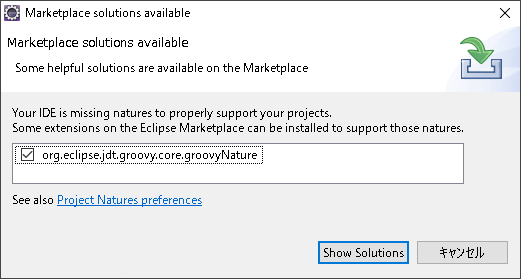 Marketplace solutions available
Marketplace solutions available
Some helpful solutions are available on the Marketplace
Your IDE is missing natures to properly support your projects.
Some extensions on the Eclipse Marketplace can be installed to support those natures.
org.eclipse.jdt.groovy.core.groovyNature
See also Project Natures preferences
Show Solutions
キャンセル